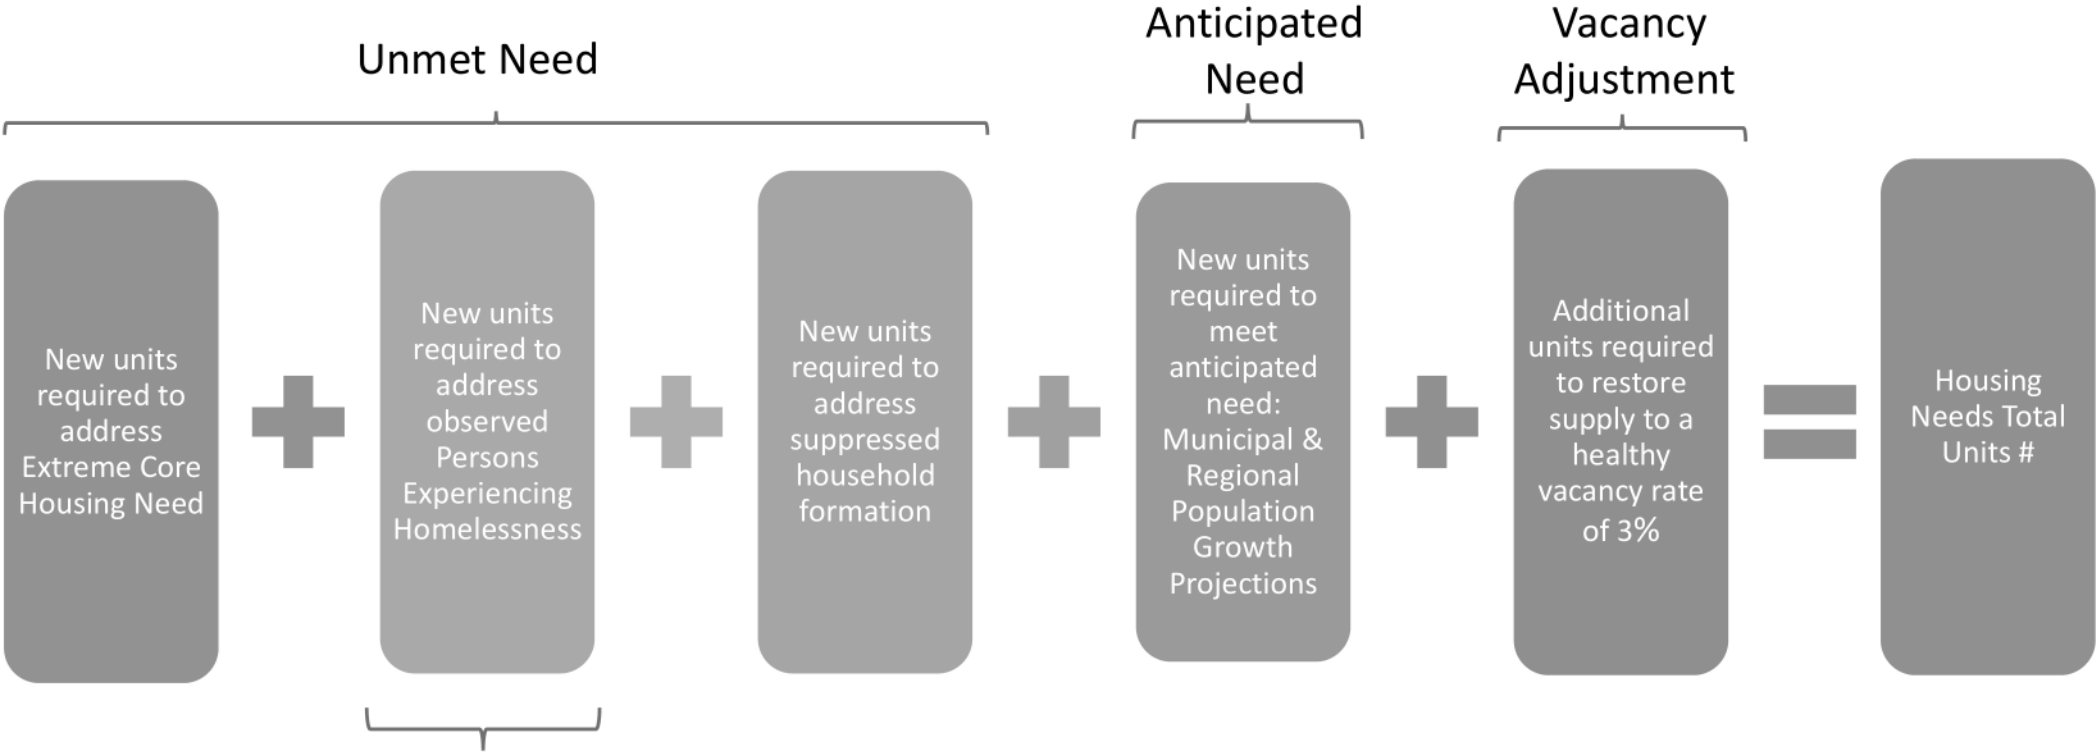 Unmet Need
Anticipated
Need
Vacancy
Adjustment
New units
required to
address
Extreme Core
Housing Need
New units
required to
address
observed
Persons
Experiencing
Homelessness
New units
required to
address
suppressed
household
formation
New units
required to
meet
anticipated
need:
Municipal &
Regional
Population
Growth
Projections
Additional
units required
to restore
supply to a
healthy
vacancy rate
of 3%
Housing
Needs Total
Units #